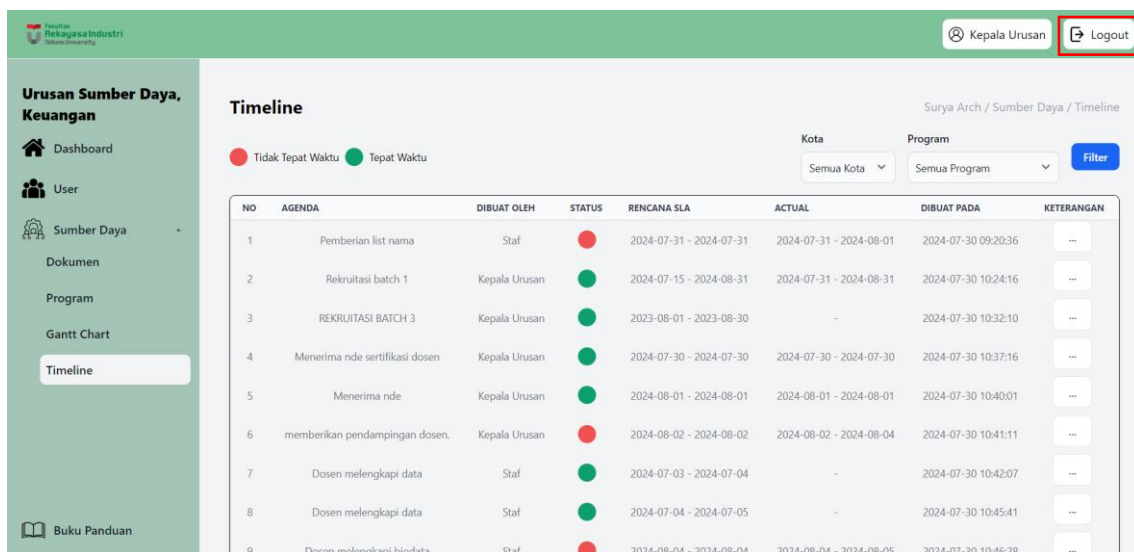 Fakultas
Rekayasa Industri
Telkom University
Kepala Urusan
Logout
Urusan Sumber Daya,
Keuangan
Dashboard
User
Sumber Daya
Dokumen
Program
Gantt Chart
Timeline
Buku Panduan
Timeline
Surya Arch / Sumber Daya / Timeline
Tidak Tepat Waktu Tepat Waktu
Kota Program
Semua Kota Semua Program Filter
NO AGENDA DIBUAT OLEH STATUS RENCANA SLA ACTUAL DIBUAT PADA KETERANGAN
1 Pemberian list nama Staf 2024-07-31 - 2024-07-31 2024-07-31 - 2024-08-01 2024-07-30 09:20:36 ...
2 Rekruitasi batch 1 Kepala Urusan 2024-07-15 - 2024-08-31 2024-07-31 - 2024-08-31 2024-07-30 10:24:16 ...
3 REKRUITASI BATCH 3 Kepala Urusan 2023-08-01 - 2023-08-30 - 2024-07-30 10:32:10 ...
4 Menerima nde sertifikasi dosen Kepala Urusan 2024-07-30 - 2024-07-30 2024-07-30 - 2024-07-30 2024-07-30 10:37:16 ...
5 Menerima nde Kepala Urusan 2024-08-01 - 2024-08-01 2024-08-01 - 2024-08-01 2024-07-30 10:40:01 ...
6 memberikan pendampingan dosen. Kepala Urusan 2024-08-02 - 2024-08-02 2024-08-02 - 2024-08-04 2024-07-30 10:41:11 ...
7 Dosen melengkapi data Staf 2024-07-03 - 2024-07-04 - 2024-07-30 10:42:07 ...
8 Dosen melengkapi data Staf 2024-07-04 - 2024-07-05 - 2024-07-30 10:45:41 ...
9 Dosen melengkapi biodata Staf 2024-08-04 - 2024-08-04 2024-08-04 - 2024-08-05